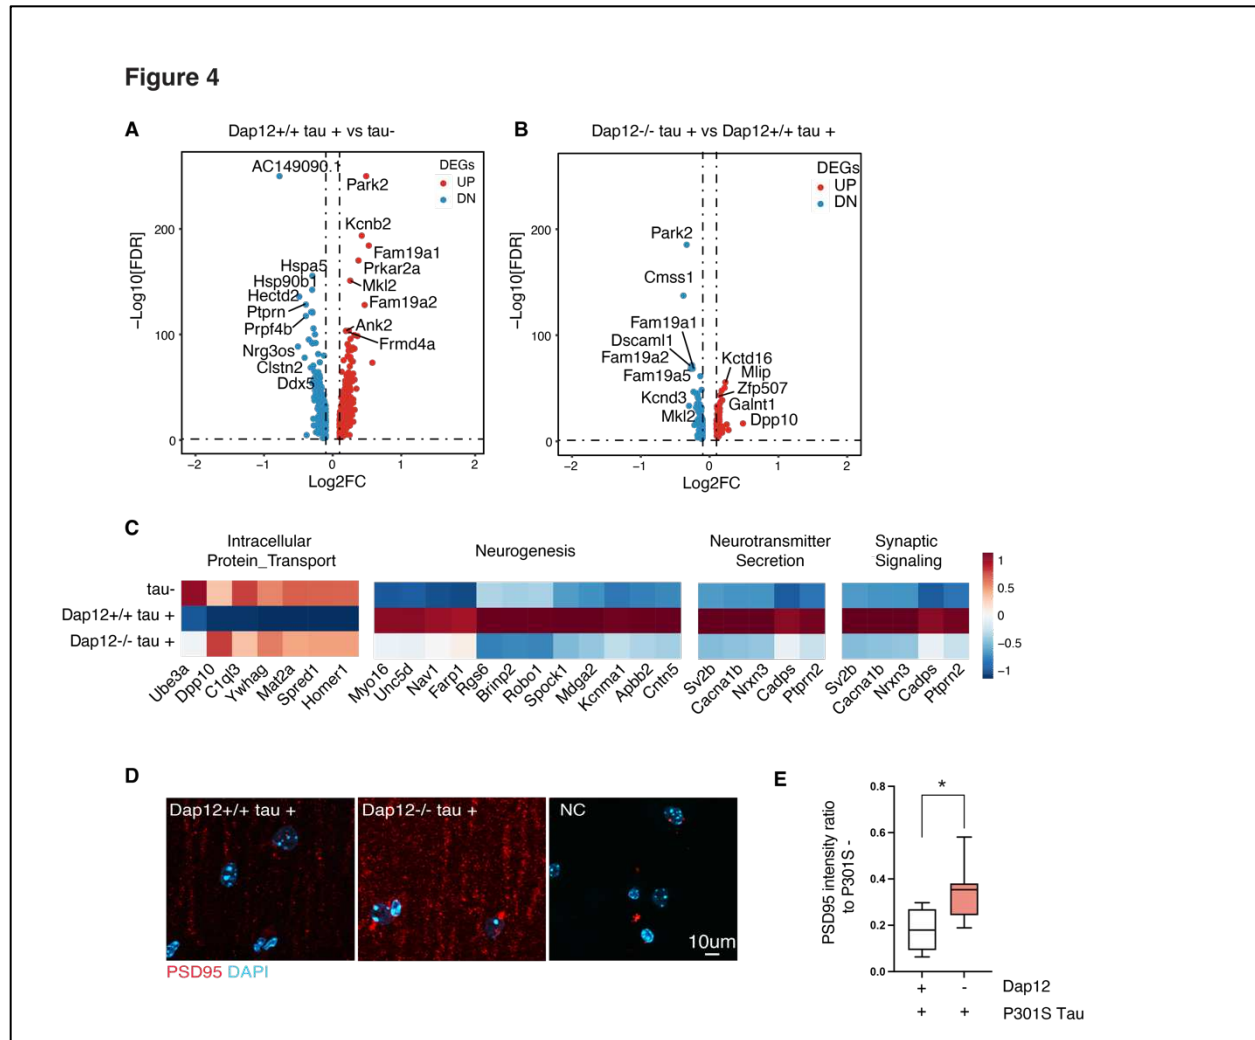 Figure 4
A
Dap12+/+ tau + vs tau-
AC149090.1
Park2
Kcnb2
Fam19a1
Prkar2a
Mkl2
Fam19a2
Ank2
Frmd4a
Hspa5
Hsp90b1
Hectd2
Ptprn
Prpf4b
Nrg3os
Clstn2
Ddx5
DEGs
UP
DN
−Log10[FDR]
200
100
0
−2 −1 0 1 2
Log2FC
B
Dap12-/- tau + vs Dap12+/+ tau +
DEGs
UP
DN
Park2
Cmss1
Fam19a1
Dscaml1
Fam19a2
Fam19a5
Kcnd3
Mkl2
Kctd16
Mlip
Zfp507
Galnt1
Dpp10
−Log10[FDR]
200
100
0
−2 −1 0 1 2
Log2FC
C
Intracellular
Protein_Transport
Neurogenesis
Neurotransmitter
Secretion
Synaptic
Signaling
tau-
Dap12+/+ tau +
Dap12-/- tau +
Ube3a Dpp10 C1ql3 Ywhag Mat2a Spred1 Homer1
Myo16 Unc5d Nav1 Farp1 Rgs6 Brinp2 Robo1 Spock1 Mdga2 Kcnma1 Apbb2 Cntn5
Sv2b Cacna1b Nrxn3 Cadps Ptprn2
Sv2b Cacna1b Nrxn3 Cadps Ptprn2
1
0.5
0
−0.5
−1
D
Dap12+/+ tau +
Dap12-/- tau +
NC
10um
PSD95 DAPI
E
PSD95 intensity ratio
to P301S -
0.8
0.6
0.4
0.2
0.0
*
+ - Dap12
+ + P301S Tau